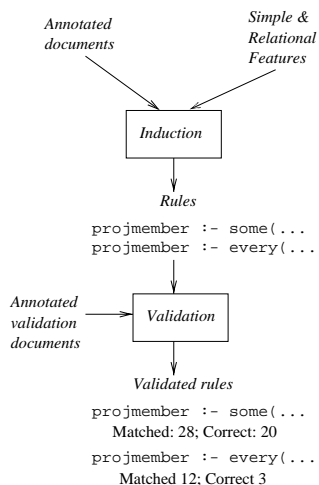 Annotated
documents
Simple &
Relational
Features
Induction
Rules
projmember :- some(...
projmember :- every(...
Annotated
validation
documents
Validation
Validated rules
projmember :- some(...
Matched: 28; Correct: 20
projmember :- every(...
Matched 12; Correct 3